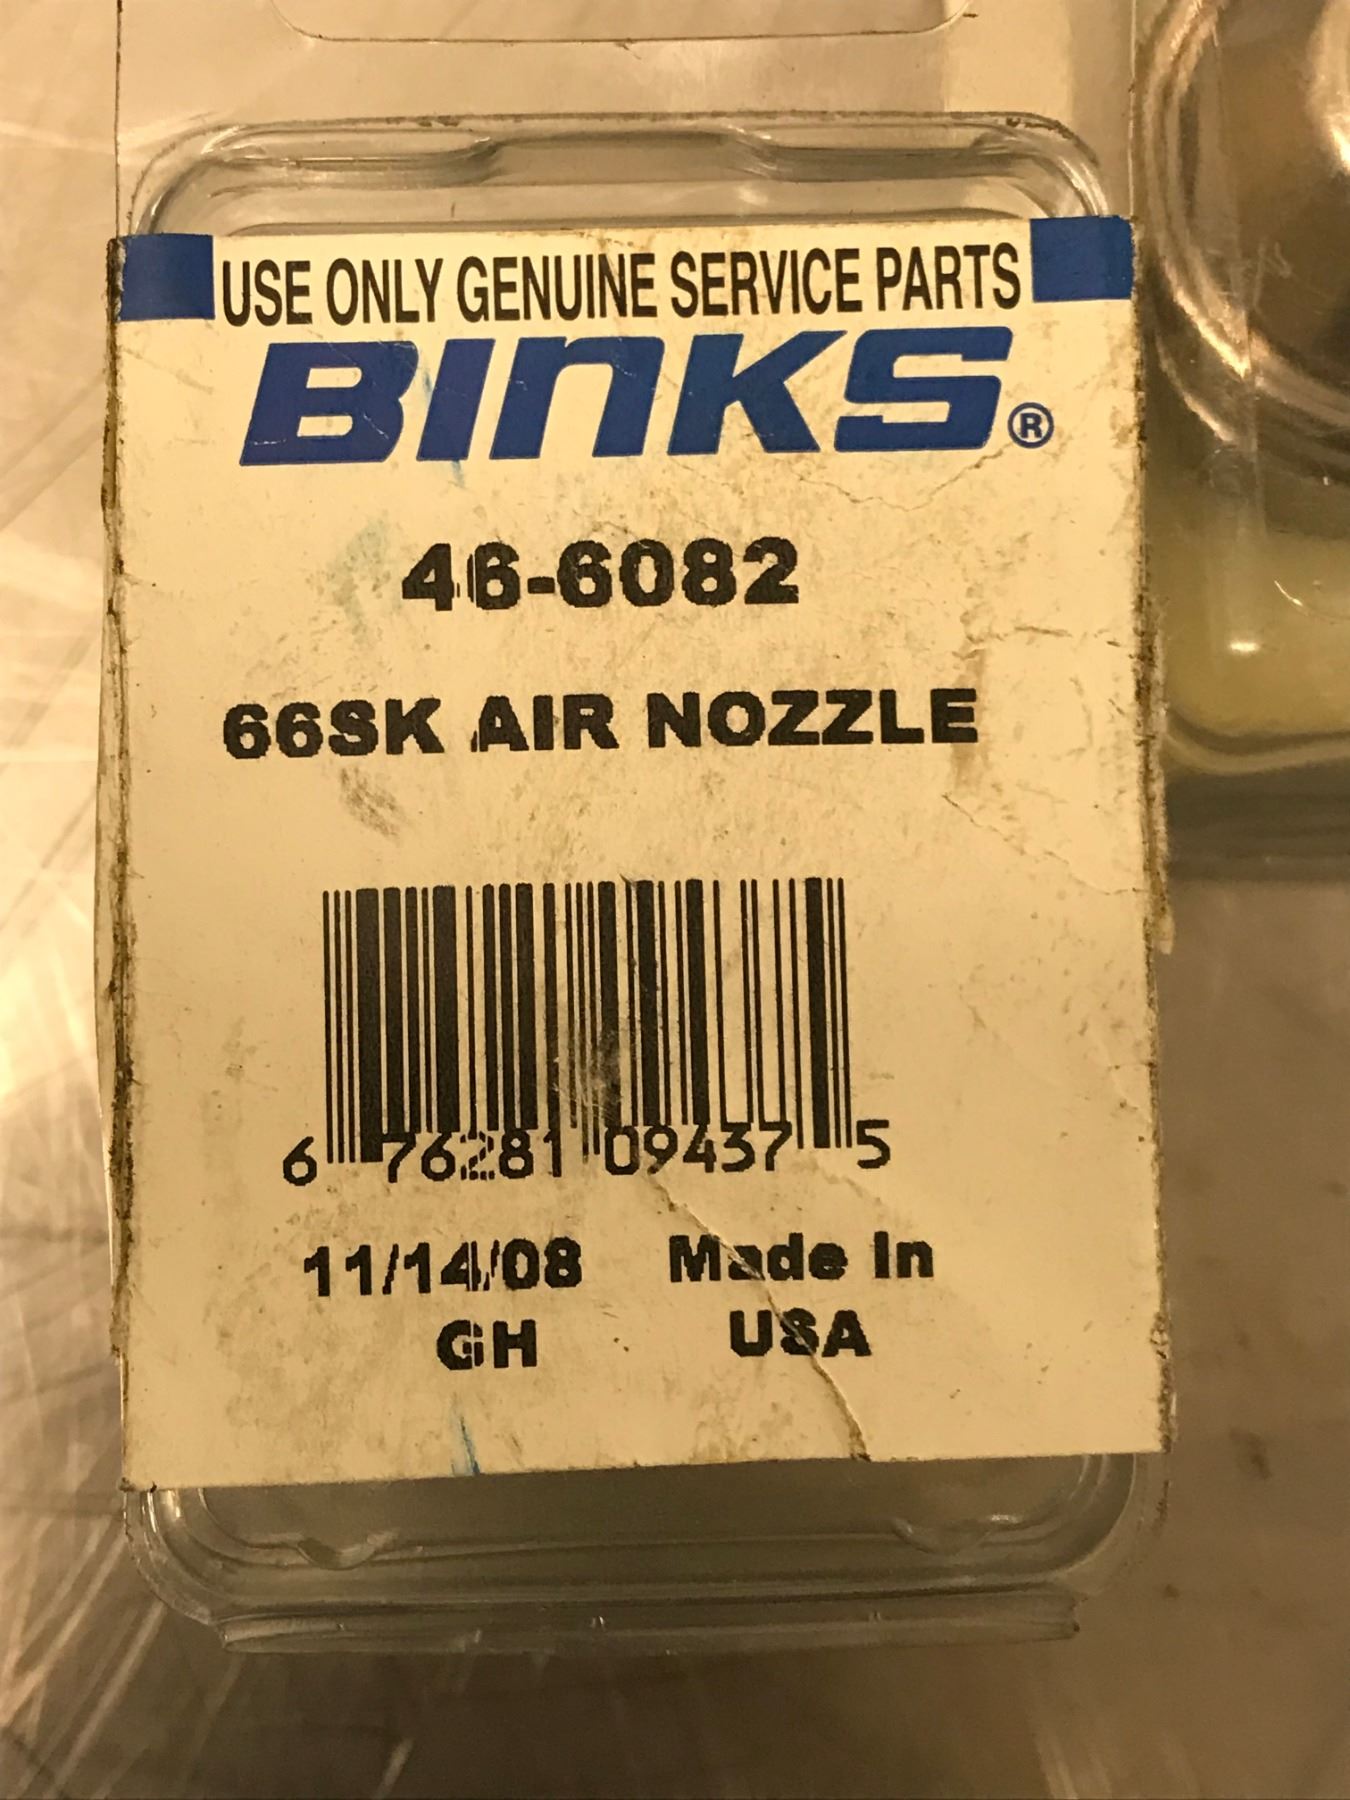 USE ONLY GENUINE SERVICE PARTS
BINKS®
46-6082
66SK AIR NOZZLE
6 76281 09437 5
11/14/08 Made In
GH USA